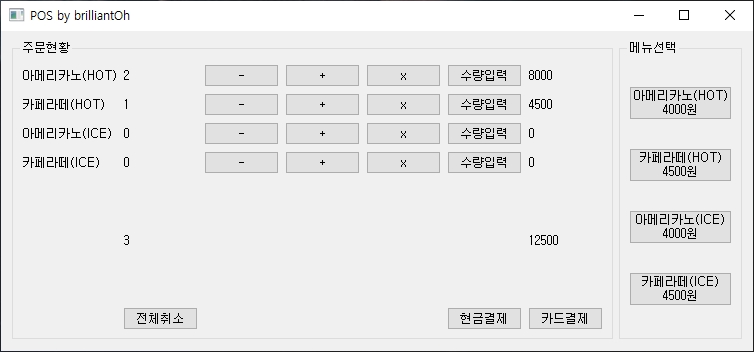 POS by brilliantOh
주문현황
아메리카노(HOT) 2 - + x 수량입력 8000
카페라떼(HOT) 1 - + x 수량입력 4500
아메리카노(ICE) 0 - + x 수량입력 0
카페라떼(ICE) 0 - + x 수량입력 0
3 12500
전체취소 현금결제 카드결제
메뉴선택
아메리카노(HOT)
4000원
카페라떼(HOT)
4500원
아메리카노(ICE)
4000원
카페라떼(ICE)
4500원